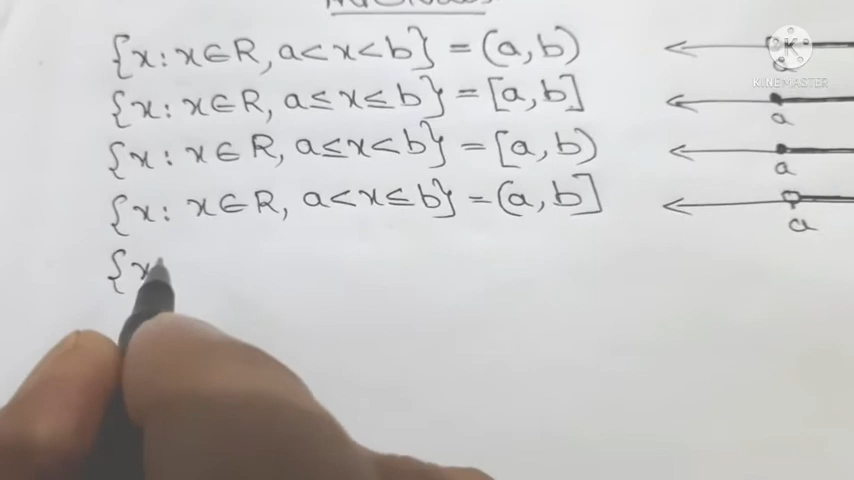 {x : x ∈ R, a < x < b} = (a, b)
K
KINEMASTER
{x : x ∈ R, a ≤ x ≤ b} = [a, b]
a
{x : x ∈ R, a ≤ x < b} = [a, b)
a
{x : x ∈ R, a < x ≤ b} = (a, b]
a
{x